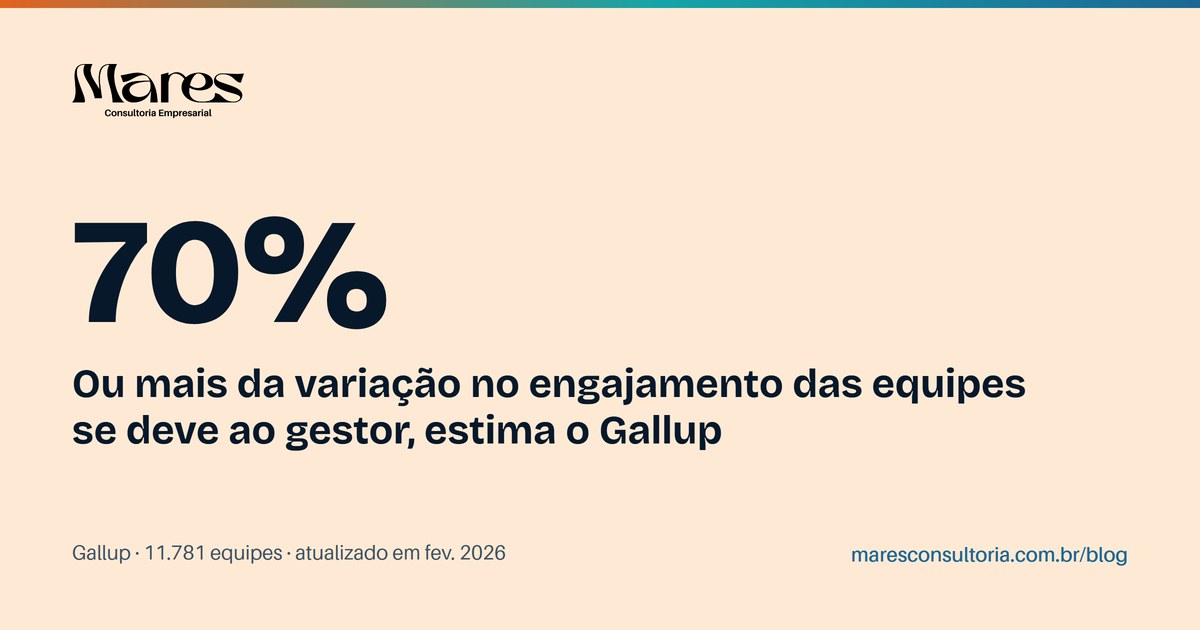 Mares
Consultoria Empresarial
70%
Ou mais da variação no engajamento das equipes
se deve ao gestor, estima o Gallup
Gallup · 11.781 equipes · atualizado em fev. 2026
maresconsultoria.com.br/blog